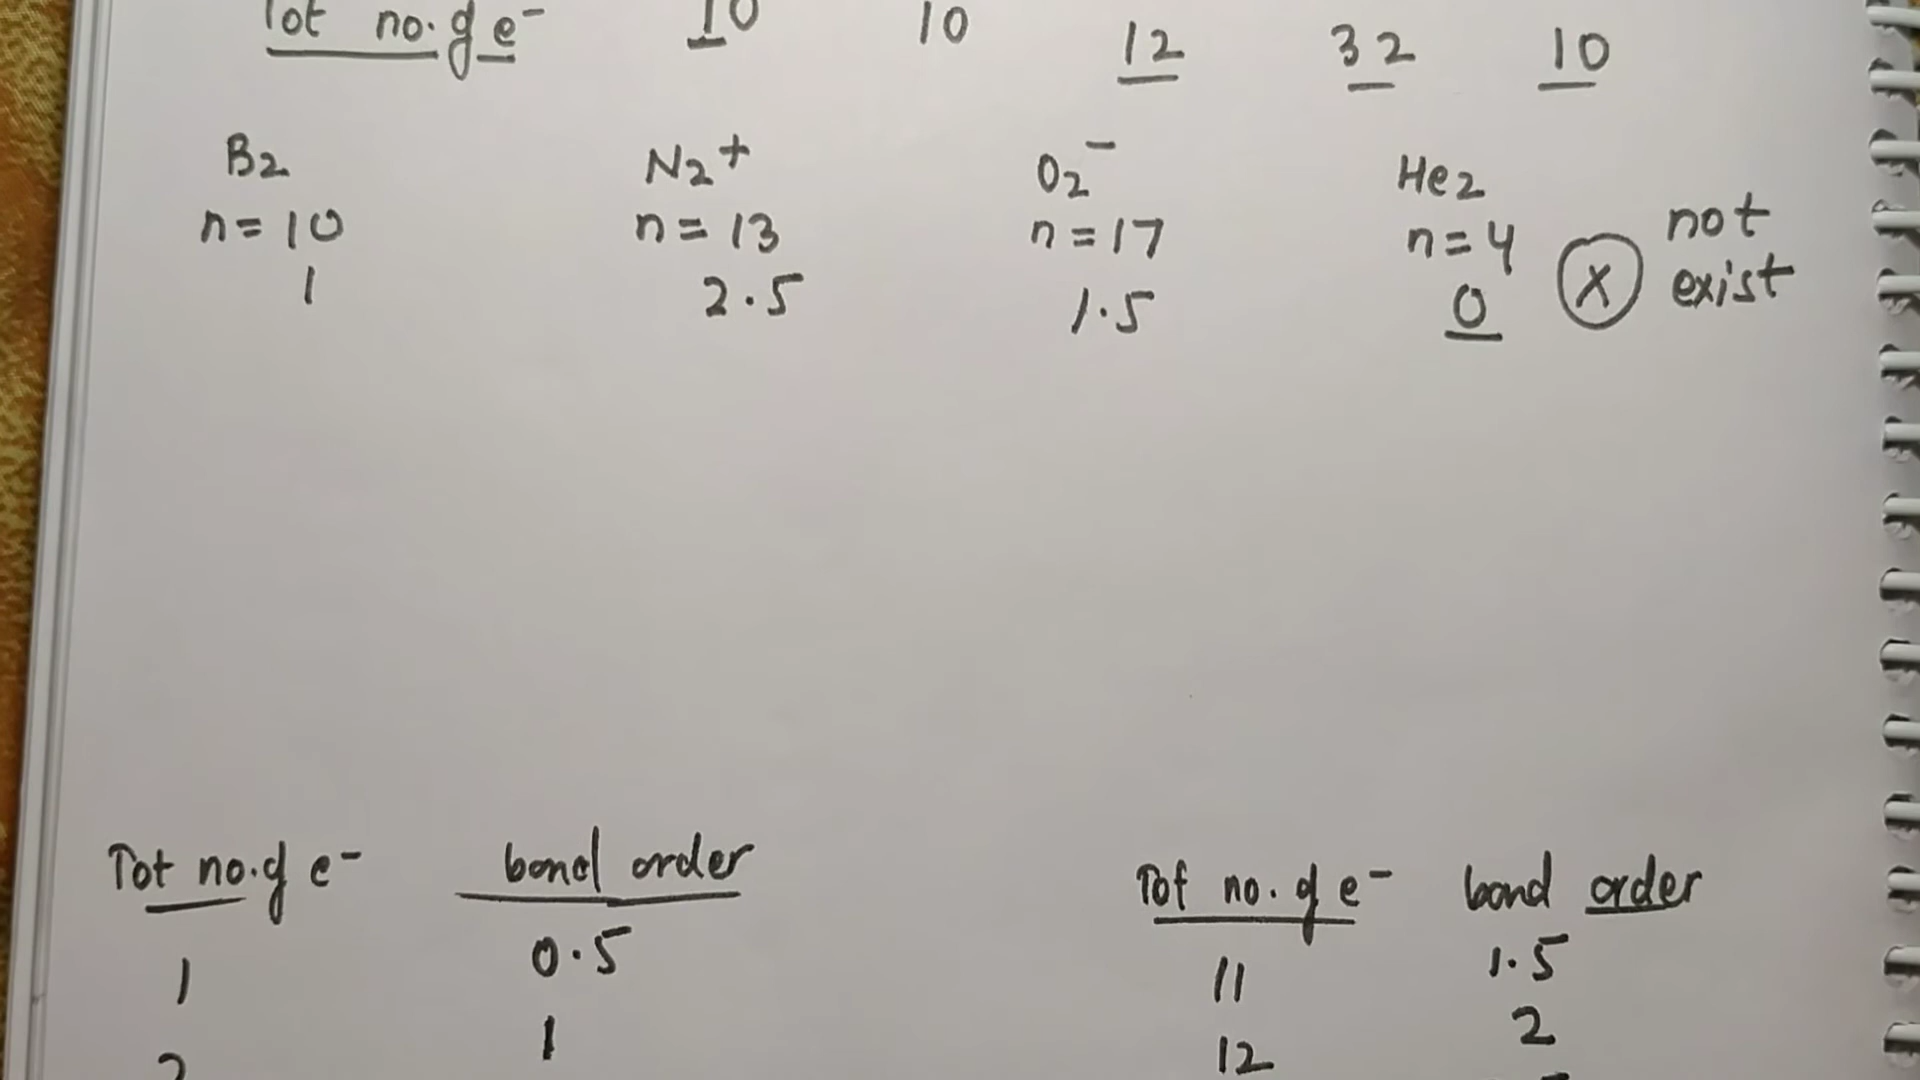 Tot no. of e⁻ 10 10 12 32 10
B₂ N₂⁺ O₂⁻ He₂
n = 10 n = 13 n = 17 n = 4 ⓧ not exist
1 2.5 1.5 0
Tot no. of e⁻ bond order Tot no. of e⁻ bond order
1 0.5 11 1.5
2 1 12 2